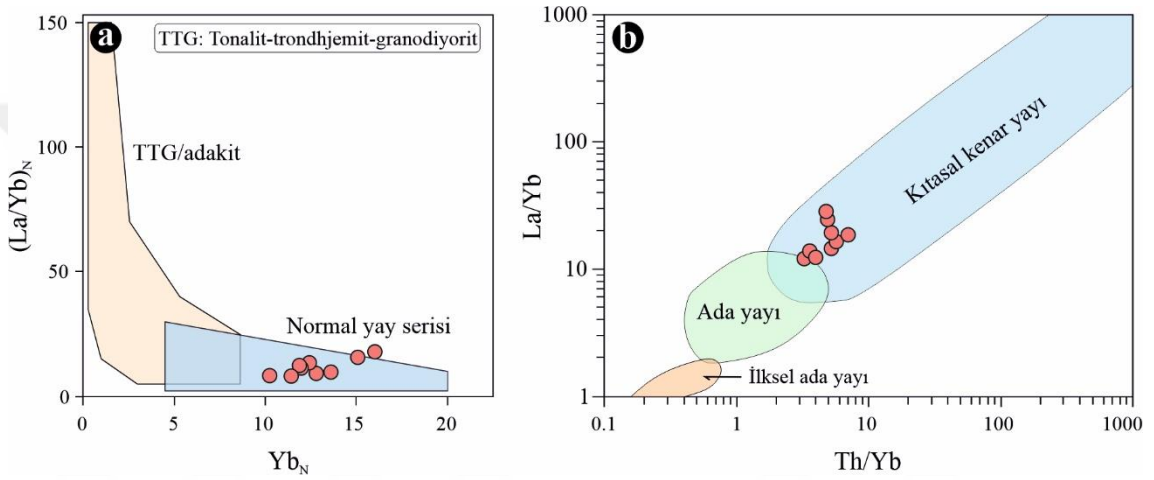 a
TTG: Tonalit-trondhjemit-granodiyorit
TTG/adakit
Normal yay serisi
150
100
50
0
0
5
10
15
20
(La/Yb)N
YbN
b
Kıtasal kenar yayı
Ada yayı
İlksel ada yayı
1000
100
10
1
0.1
1
10
100
1000
La/Yb
Th/Yb